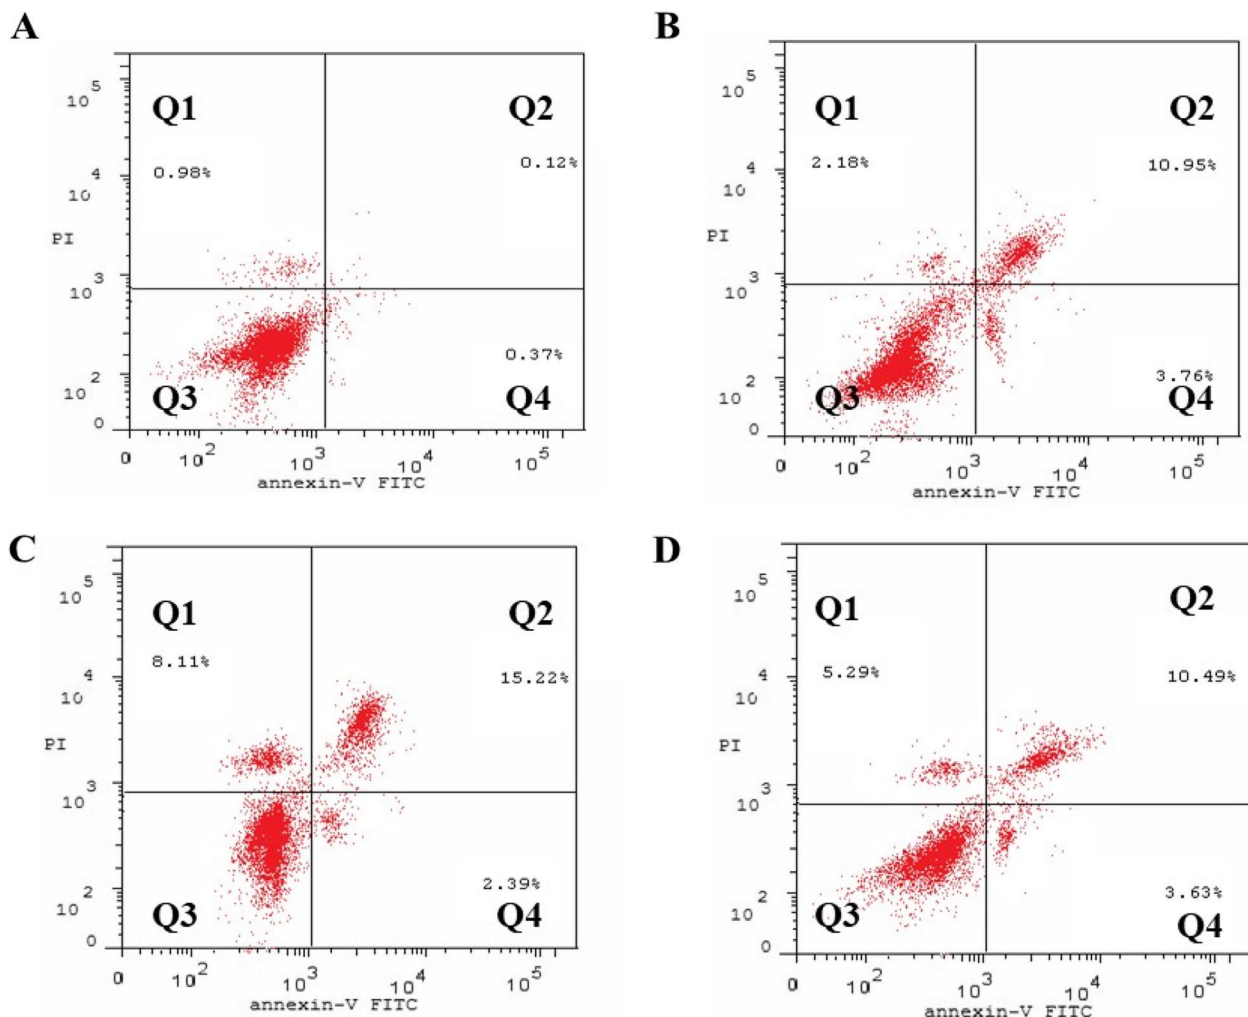 A
10^5
Q1
Q2
0.98%
0.12%
10^4
PI
10^3
0.37%
10^2
Q3
Q4
0
0
10^2
10^3
10^4
10^5
annexin-V FITC
B
10^5
Q1
Q2
2.18%
10.95%
10^4
PI
10^3
10^2
3.76%
Q3
Q4
0
0
10^2
10^3
10^4
10^5
annexin-V FITC
C
10^5
Q1
Q2
8.11%
15.22%
10^4
PI
10^3
2.39%
10^2
Q3
Q4
0
0
10^2
10^3
10^4
10^5
annexin-V FITC
D
10^5
Q1
Q2
5.29%
10.49%
10^4
PI
10^3
10^2
3.63%
Q3
Q4
0
0
10^2
10^3
10^4
10^5
annexin-V FITC